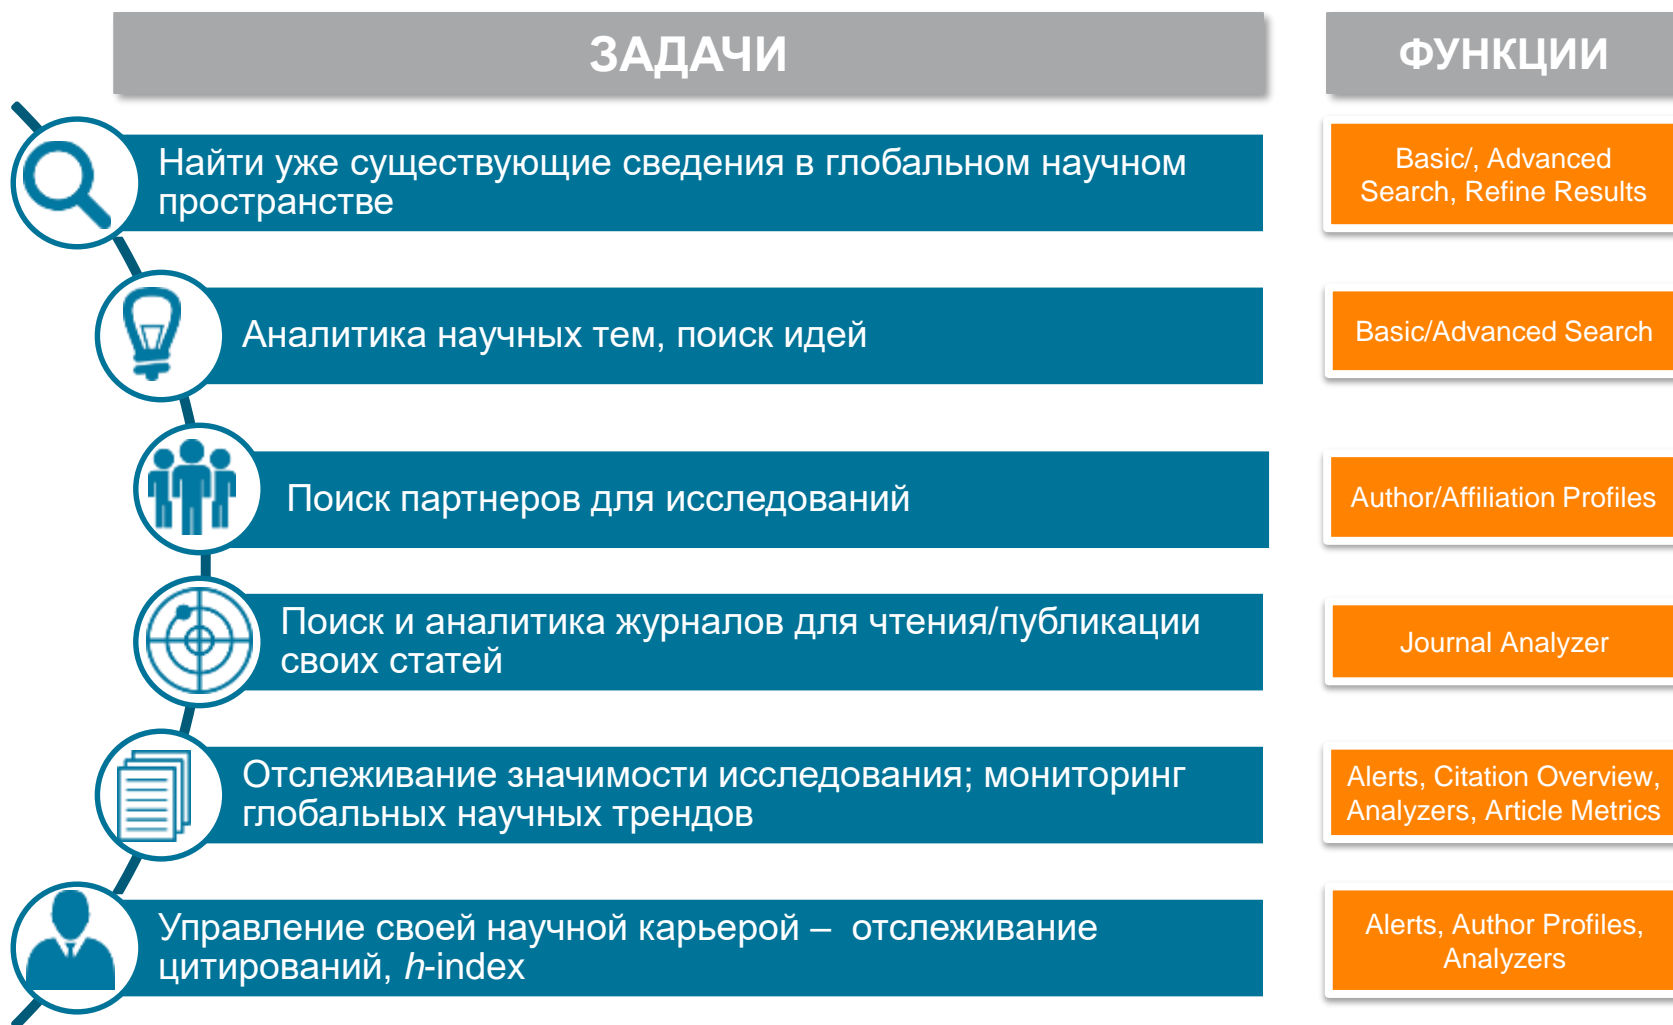 ЗАДАЧИ
ФУНКЦИИ
Найти уже существующие сведения в глобальном научном
пространстве
Basic/, Advanced
Search, Refine Results
Аналитика научных тем, поиск идей
Basic/Advanced Search
Поиск партнеров для исследований
Author/Affiliation Profiles
Поиск и аналитика журналов для чтения/публикации
своих статей
Journal Analyzer
Отслеживание значимости исследования; мониторинг
глобальных научных трендов
Alerts, Citation Overview,
Analyzers, Article Metrics
Управление своей научной карьерой – отслеживание
цитирований, h-index
Alerts, Author Profiles,
Analyzers